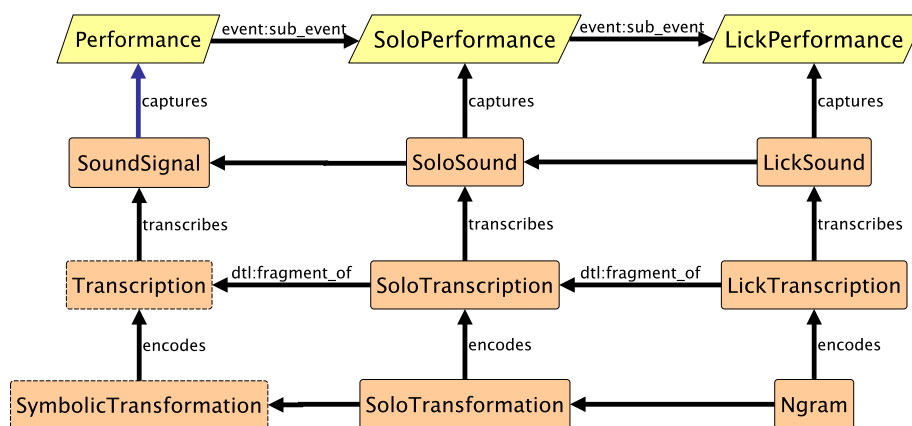 Performance
event:sub_event
SoloPerformance
event:sub_event
LickPerformance
captures
captures
captures
SoundSignal
SoloSound
LickSound
transcribes
transcribes
transcribes
Transcription
dtl:fragment_of
SoloTranscription
dtl:fragment_of
LickTranscription
encodes
encodes
encodes
SymbolicTransformation
SoloTransformation
Ngram